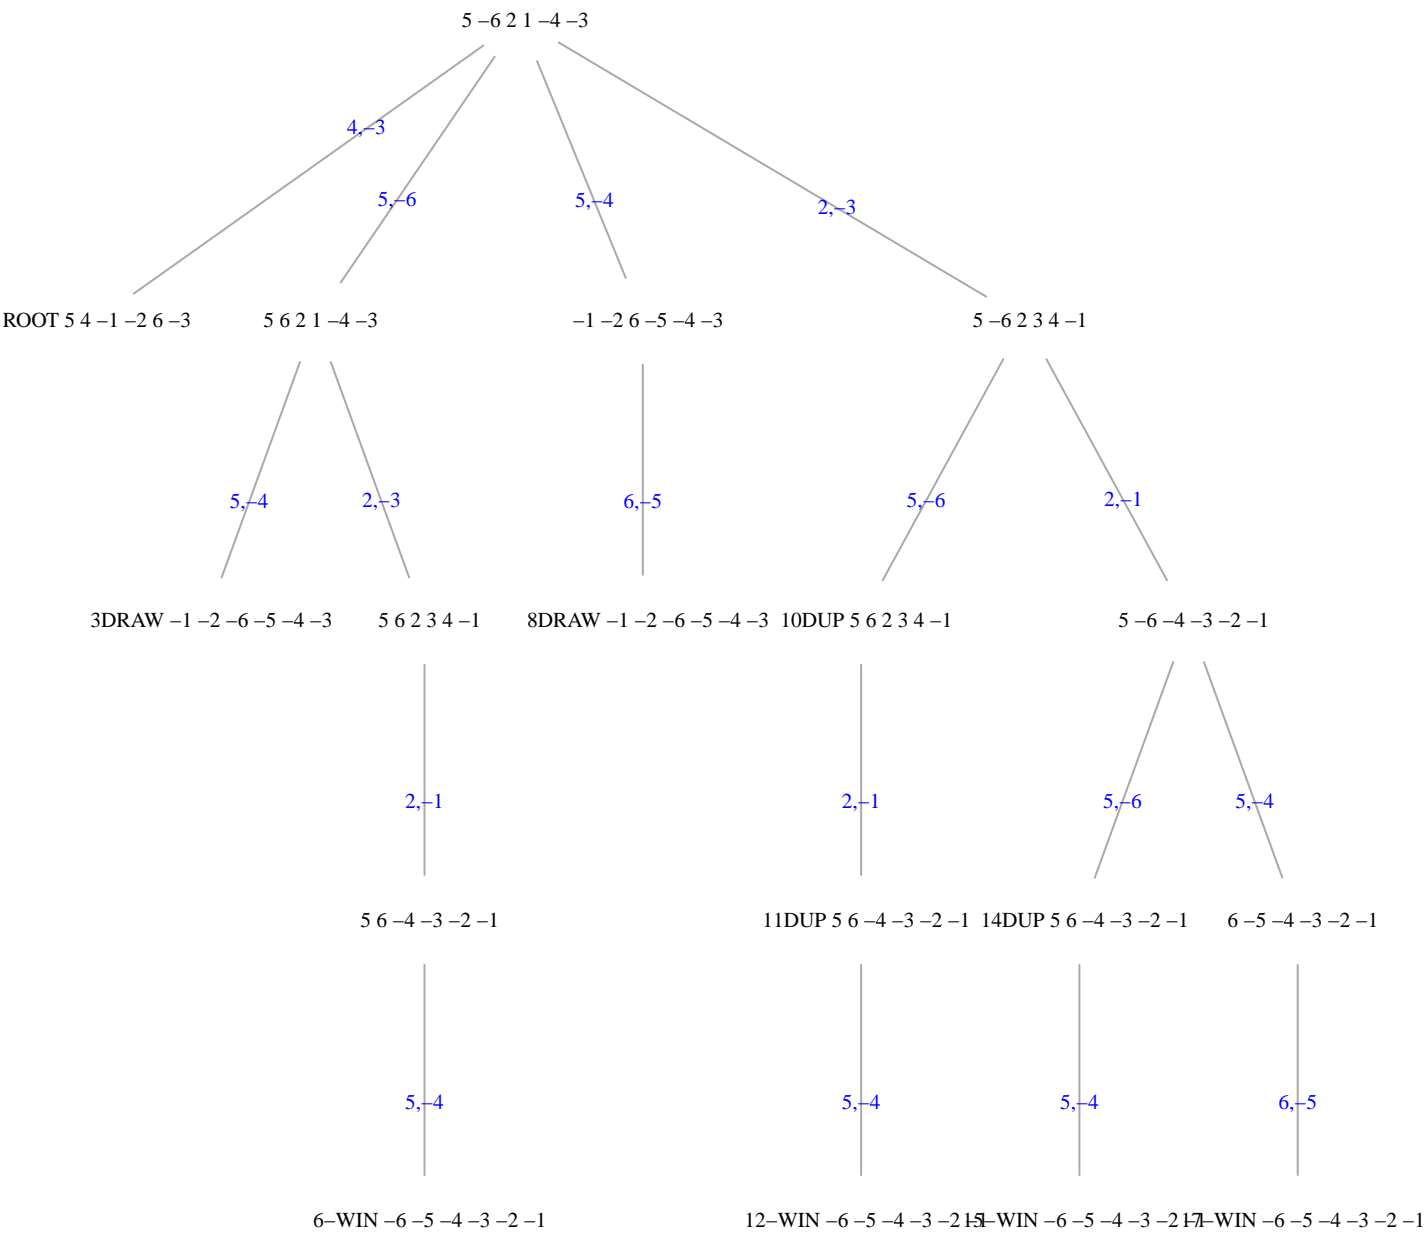 5 –6 2 1 –4 –3
4,–3
5,–6
5,–4
2,–3
ROOT 5 4 –1 –2 6 –3
5 6 2 1 –4 –3
–1 –2 6 –5 –4 –3
5 –6 2 3 4 –1
5,–4
2,–3
6,–5
5,–6
2,–1
3DRAW –1 –2 –6 –5 –4 –3
5 6 2 3 4 –1
8DRAW –1 –2 –6 –5 –4 –3
10DUP 5 6 2 3 4 –1
5 –6 –4 –3 –2 –1
2,–1
2,–1
5,–6
5,–4
5 6 –4 –3 –2 –1
11DUP 5 6 –4 –3 –2 –1
14DUP 5 6 –4 –3 –2 –1
6 –5 –4 –3 –2 –1
5,–4
5,–4
5,–4
6,–5
6–WIN –6 –5 –4 –3 –2 –1
12–WIN –6 –5 –4 –3 –2 –1
15–WIN –6 –5 –4 –3 –2 –1
17–WIN –6 –5 –4 –3 –2 –1